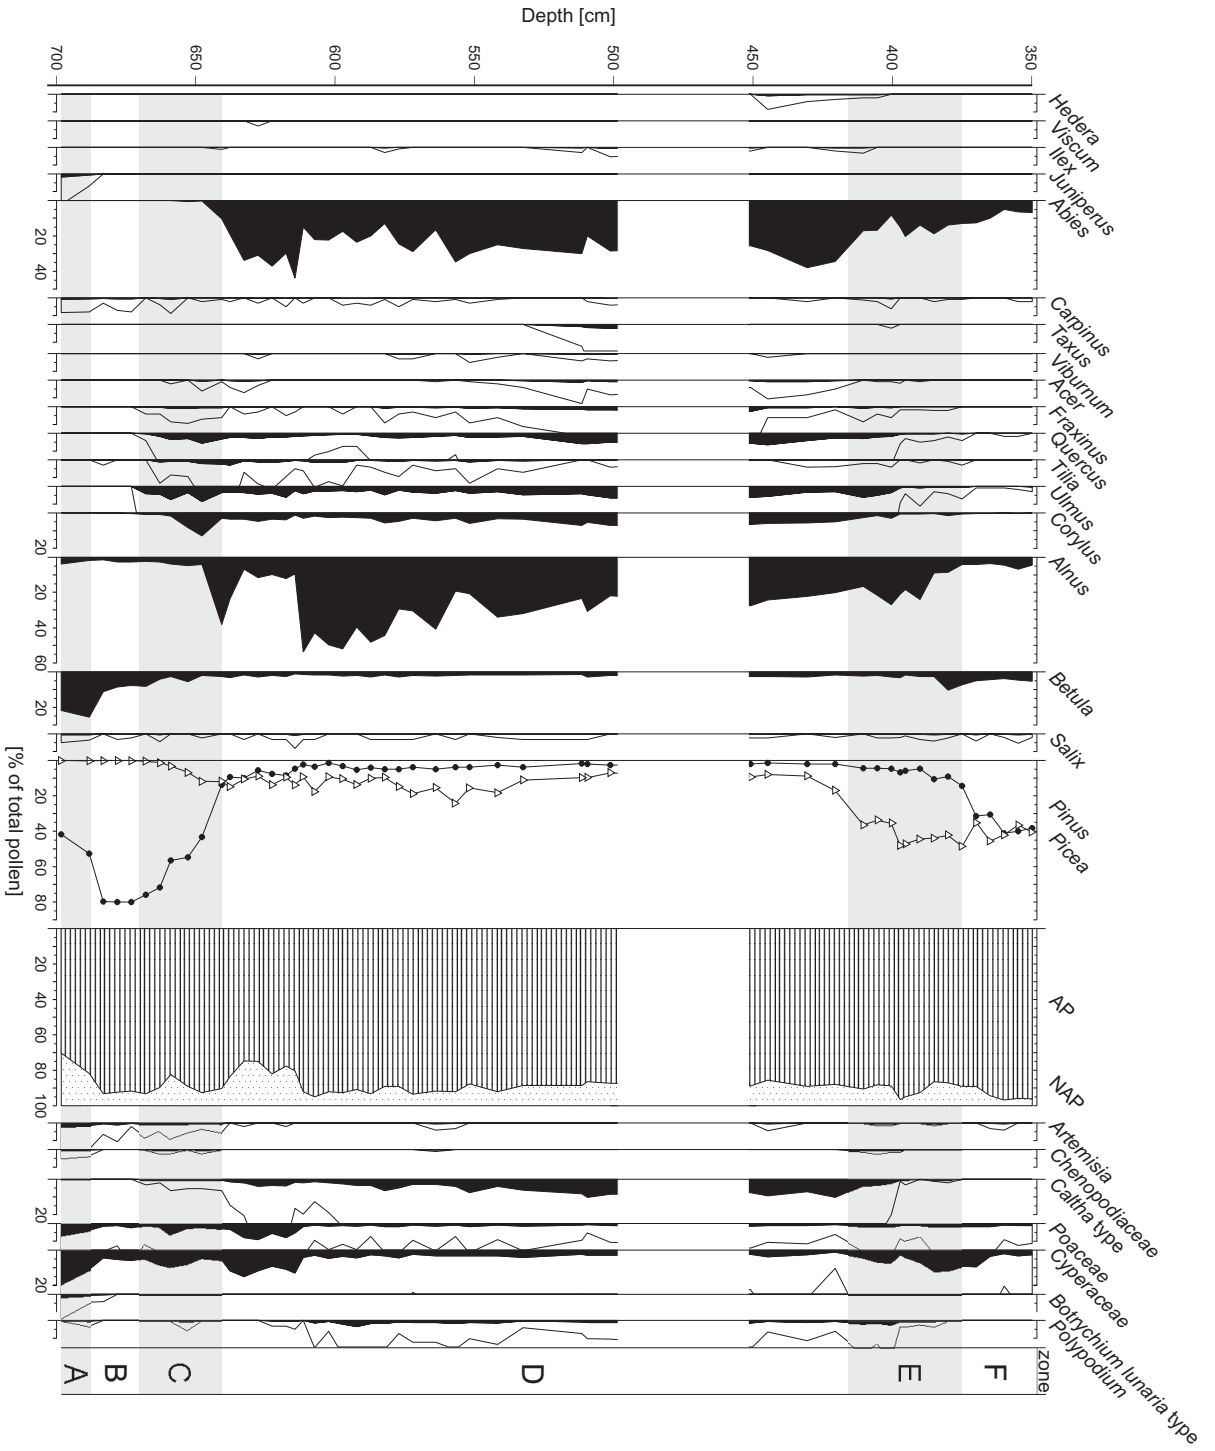 Depth [cm]
700
650
600
550
500
450
400
350
Hedera
Viscum
Ilex
Juniperus
Abies
20
40
Carpinus
Taxus
Viburnum
Acer
Fraxinus
Quercus
Tilia
Ulmus
Corylus
20
Alnus
20
40
60
Betula
20
Salix
Pinus
Picea
20
40
60
80
[% of total pollen]
AP
NAP
20
40
60
80
100
Artemisia
Chenopodiaceae
Caltha type
20
Poaceae
Cyperaceae
20
Botrychium lunaria type
Polypodium
zone
A
B
C
D
E
F